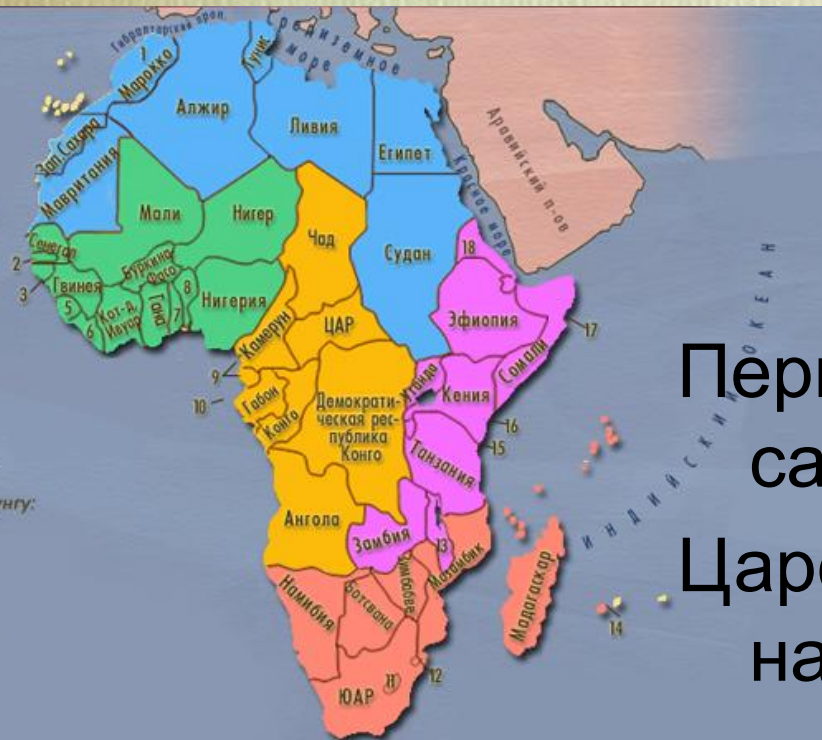 Гибралтарский прол.
Средиземное
море
1
Марокко
Тунис
Алжир
Ливия
Египет
Зап.Сахара
Мавритания
Аравийский п-ов
Красное море
Мали
Нигер
Чад
Судан
18
Сенегал
2
3
Гвинея
Буркина
Фасо
5
6
Кот-д,
Ивуар
Гана
7
8
Нигерия
Эфиопия
17
Камерун
ЦАР
Сомали
9
10
Габон
Конго
Демократи-
ческая рес-
публика
Конго
Уганда
Кения
16
15
Танзания
ИНДИЙСКИЙ ОКЕАН
унгу:
Ангола
Замбия
13
Мозамбик
Намибия
Ботсвана
Зимбабве
Мадагаскар
14
ЮАР
11
12
Пер
са
Цар
на